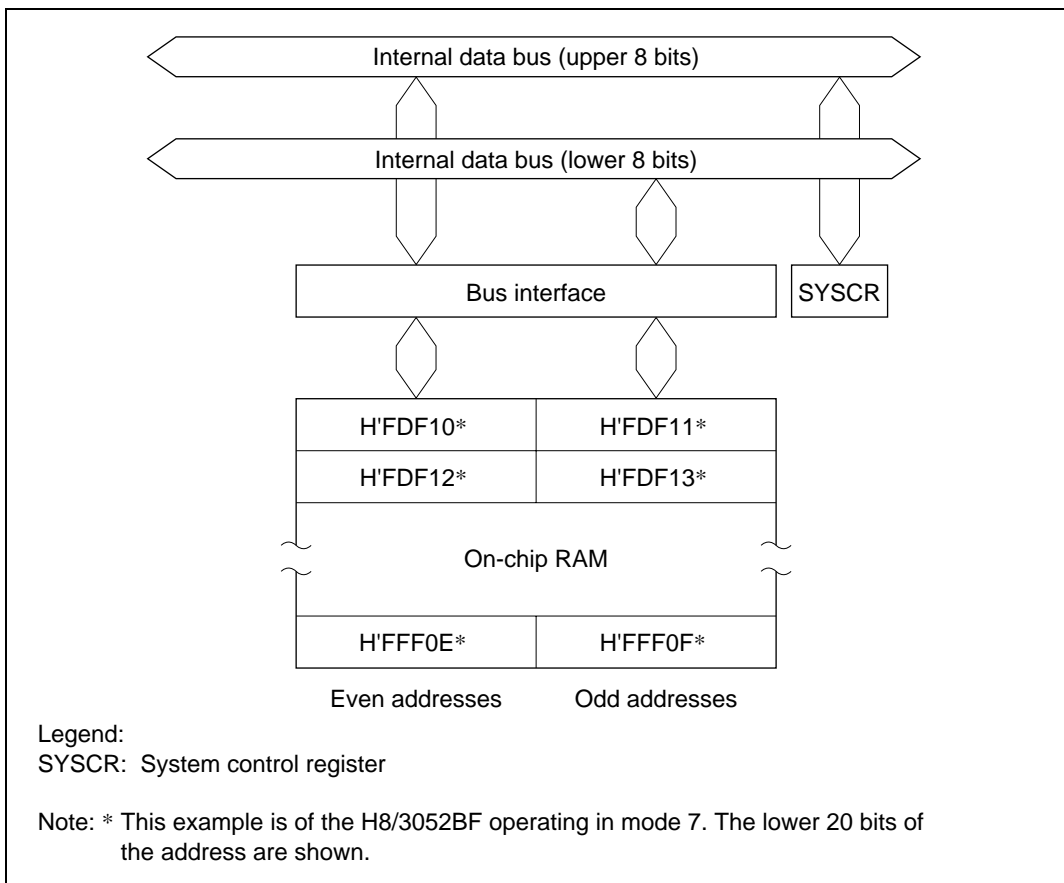 Internal data bus (upper 8 bits)
Internal data bus (lower 8 bits)
Bus interface
SYSCR
H'FDF10*
H'FDF11*
H'FDF12*
H'FDF13*
On-chip RAM
H'FFF0E*
H'FFF0F*
Even addresses
Odd addresses
Legend:
SYSCR: System control register
Note: * This example is of the H8/3052BF operating in mode 7. The lower 20 bits of
the address are shown.